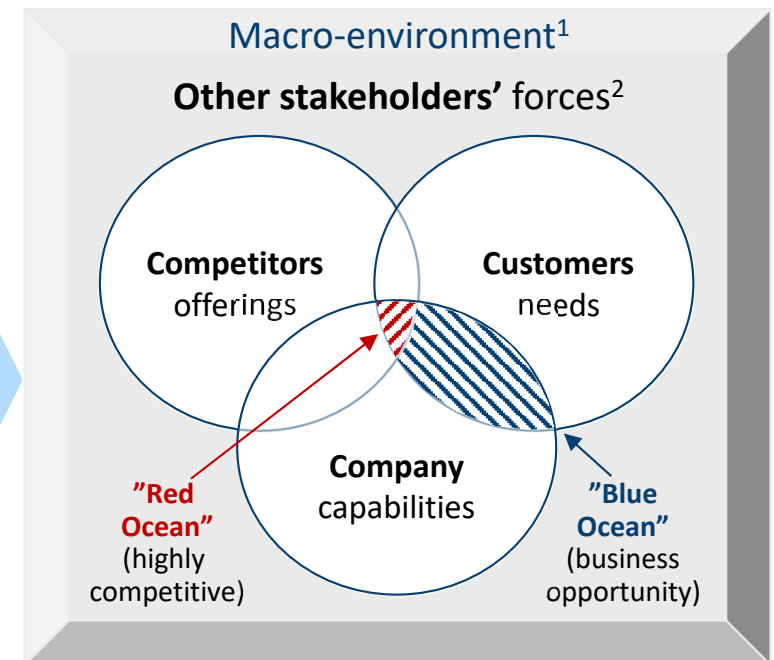 Macro-environment¹
Other stakeholders’ forces²
Competitors
offerings
Customers
needs
Company
capabilities
”Red
Ocean”
(highly
competitive)
”Blue
Ocean”
(business
opportunity)